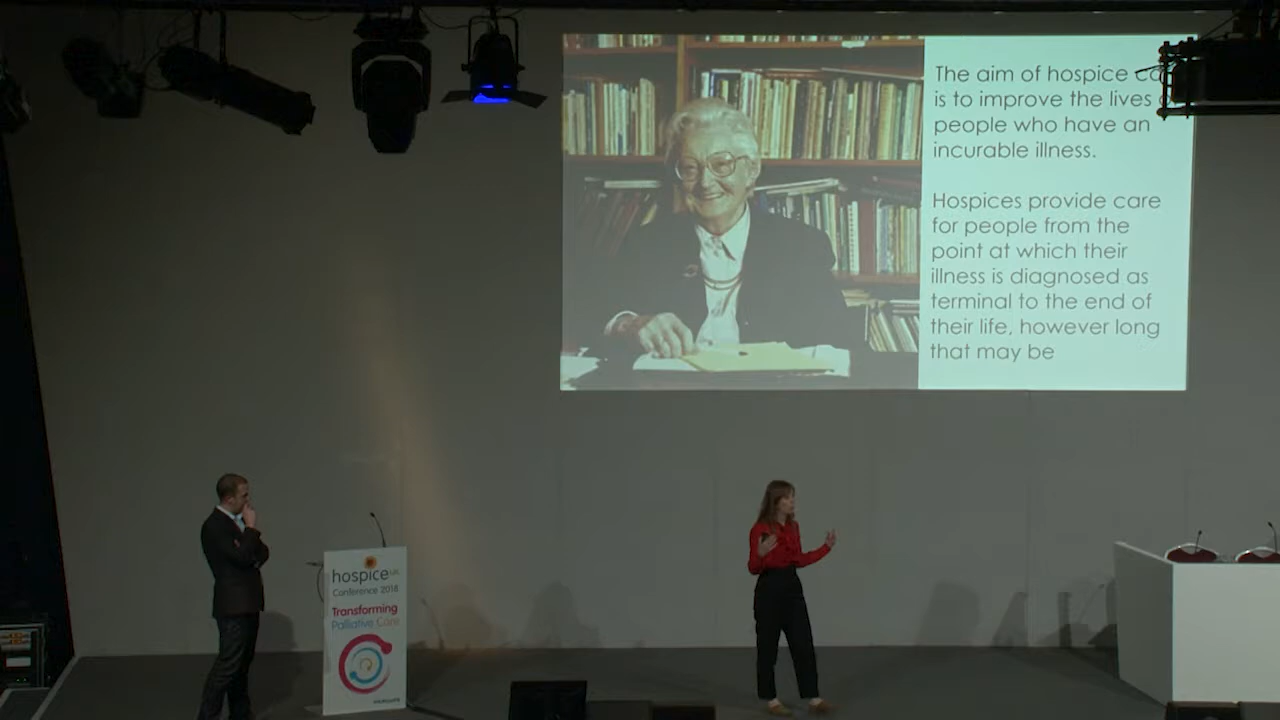 The aim of hospice
is to improve the lives
people who have an
incurable illness.
Hospices provide care
for people from the
point at which their
illness is diagnosed as
terminal to the end of
their life, however long
that may be
hospice UK
Conference 2018
Transforming
Palliative Care